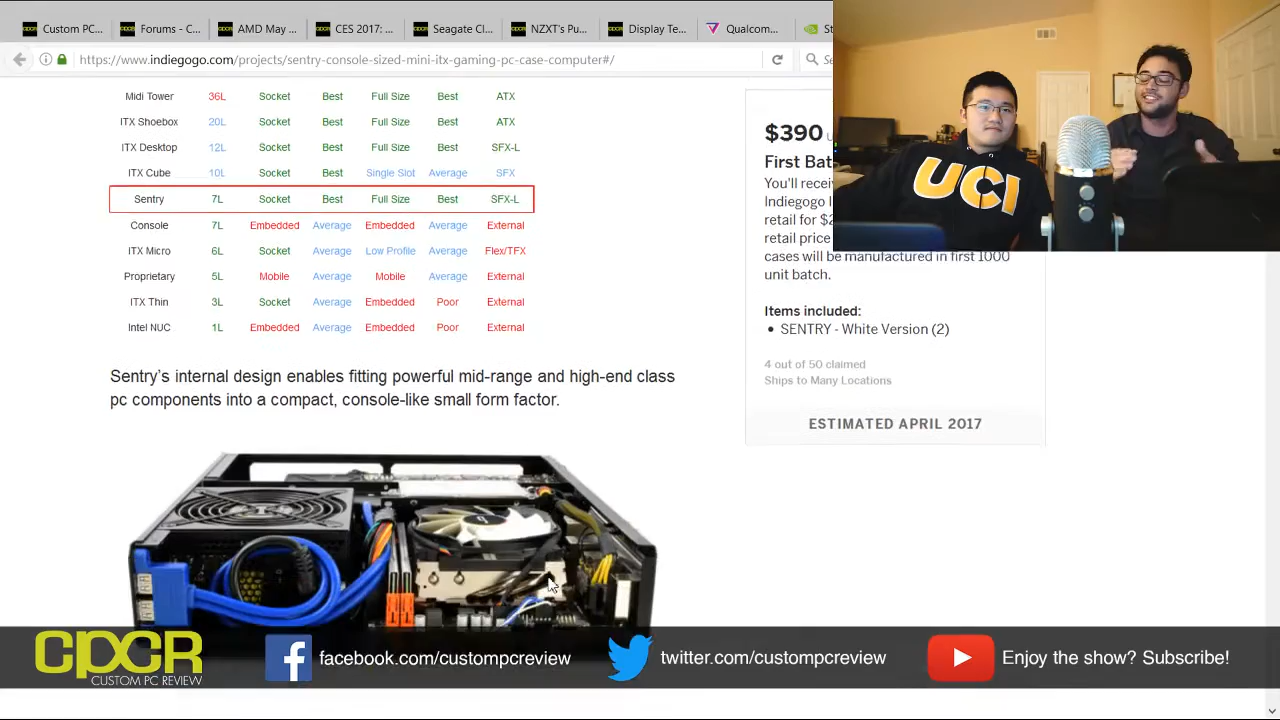 Custom PC...
Forums - C...
AMD May ...
CES 2017: ...
Seagate Cl...
NZXT's Pu...
Display Te...
Qualcom...
https://www.indiegogo.com/projects/sentry-console-sized-mini-itx-gaming-pc-case-computer#/
Midi Tower 36L Socket Best Full Size Best ATX
ITX Shoebox 20L Socket Best Full Size Best ATX
ITX Desktop 12L Socket Best Full Size Best SFX-L
ITX Cube 10L Socket Best Single Slot Average SFX
Sentry 7L Socket Best Full Size Best SFX-L
Console 7L Embedded Average Embedded Average External
ITX Micro 6L Socket Average Low Profile Average Flex/TFX
Proprietary 5L Mobile Average Mobile Average External
ITX Thin 3L Socket Average Embedded Poor External
Intel NUC 1L Embedded Average Embedded Poor External
Sentry's internal design enables fitting powerful mid-range and high-end class
pc components into a compact, console-like small form factor.
$390
First Bat
You'll recei
Indiegogo I
retail for $2
retail price
cases will be manufactured in first 1000
unit batch.
Items included:
• SENTRY - White Version (2)
4 out of 50 claimed
Ships to Many Locations
ESTIMATED APRIL 2017
UCI
CPCR
CUSTOM PC REVIEW
facebook.com/custompcreview
twitter.com/custompcreview
Enjoy the show? Subscribe!